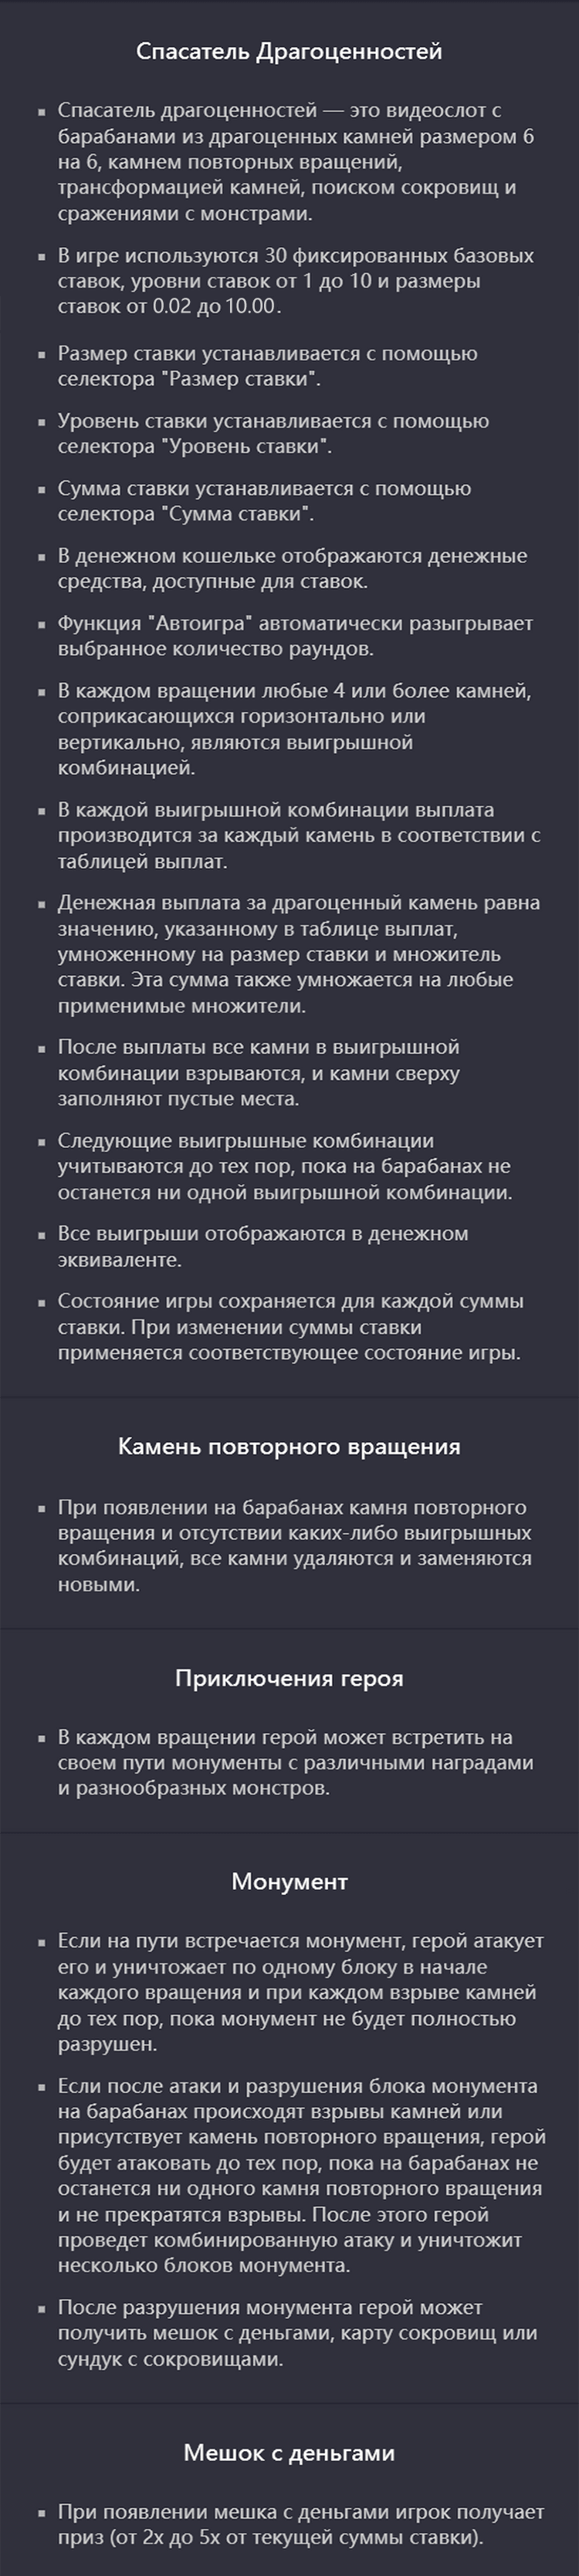 Спасатель Драгоценностей
▪ Спасатель драгоценностей — это видеослот с
барабанами из драгоценных камней размером 6
на 6, камнем повторных вращений,
трансформацией камней, поиском сокровищ и
сражениями с монстрами.
▪ В игре используются 30 фиксированных базовых
ставок, уровни ставок от 1 до 10 и размеры
ставок от 0.02 до 10.00.
▪ Размер ставки устанавливается с помощью
селектора "Размер ставки".
▪ Уровень ставки устанавливается с помощью
селектора "Уровень ставки".
▪ Сумма ставки устанавливается с помощью
селектора "Сумма ставки".
▪ В денежном кошельке отображаются денежные
средства, доступные для ставок.
▪ Функция "Автоигра" автоматически разыгрывает
выбранное количество раундов.
▪ В каждом вращении любые 4 или более камней,
соприкасающихся горизонтально или
вертикально, являются выигрышной
комбинацией.
▪ В каждой выигрышной комбинации выплата
производится за каждый камень в соответствии с
таблицей выплат.
▪ Денежная выплата за драгоценный камень равна
значению, указанному в таблице выплат,
умноженному на размер ставки и множитель
ставки. Эта сумма также умножается на любые
применимые множители.
▪ После выплаты все камни в выигрышной
комбинации взрываются, и камни сверху
заполняют пустые места.
▪ Следующие выигрышные комбинации
учитываются до тех пор, пока на барабанах не
останется ни одной выигрышной комбинации.
▪ Все выигрыши отображаются в денежном
эквиваленте.
▪ Состояние игры сохраняется для каждой суммы
ставки. При изменении суммы ставки
применяется соответствующее состояние игры.
Камень повторного вращения
▪ При появлении на барабанах камня повторного
вращения и отсутствии каких-либо выигрышных
комбинаций, все камни удаляются и заменяются
новыми.
Приключения героя
▪ В каждом вращении герой может встретить на
своем пути монументы с различными наградами
и разнообразных монстров.
Монумент
▪ Если на пути встречается монумент, герой атакует
его и уничтожает по одному блоку в начале
каждого вращения и при каждом взрыве камней
до тех пор, пока монумент не будет полностью
разрушен.
▪ Если после атаки и разрушения блока монумента
на барабанах происходят взрывы камней или
присутствует камень повторного вращения, герой
будет атаковать до тех пор, пока на барабанах не
останется ни одного камня повторного вращения
и не прекратятся взрывы. После этого герой
проведет комбинированную атаку и уничтожит
несколько блоков монумента.
▪ После разрушения монумента герой может
получить мешок с деньгами, карту сокровищ или
сундук с сокровищами.
Мешок с деньгами
▪ При появлении мешка с деньгами игрок получает
приз (от 2x до 5x от текущей суммы ставки).